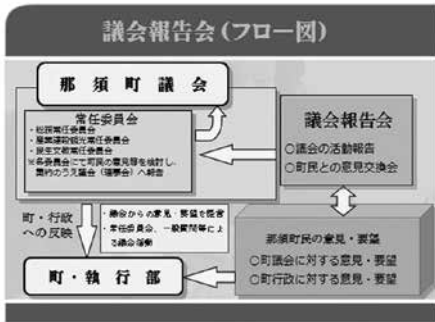 議会報告会(フロー図)
那須町議会
常任委員会
・総務常任委員会
・産業建設観光常任委員会
・民生文教常任委員会
※各委員会にて町民の意見等を検討し、
集約のうえ議会（理事会）へ報告
議会報告会
○議会の活動報告
○町民との意見交換会
町・行政
への反映
・議会からの意見・要望を提言
・常任委員会、一般質問等によ
る議会活動
那須町民の意見・要望
○町議会に対する意見・要望
○町行政に対する意見・要望
町・執行部